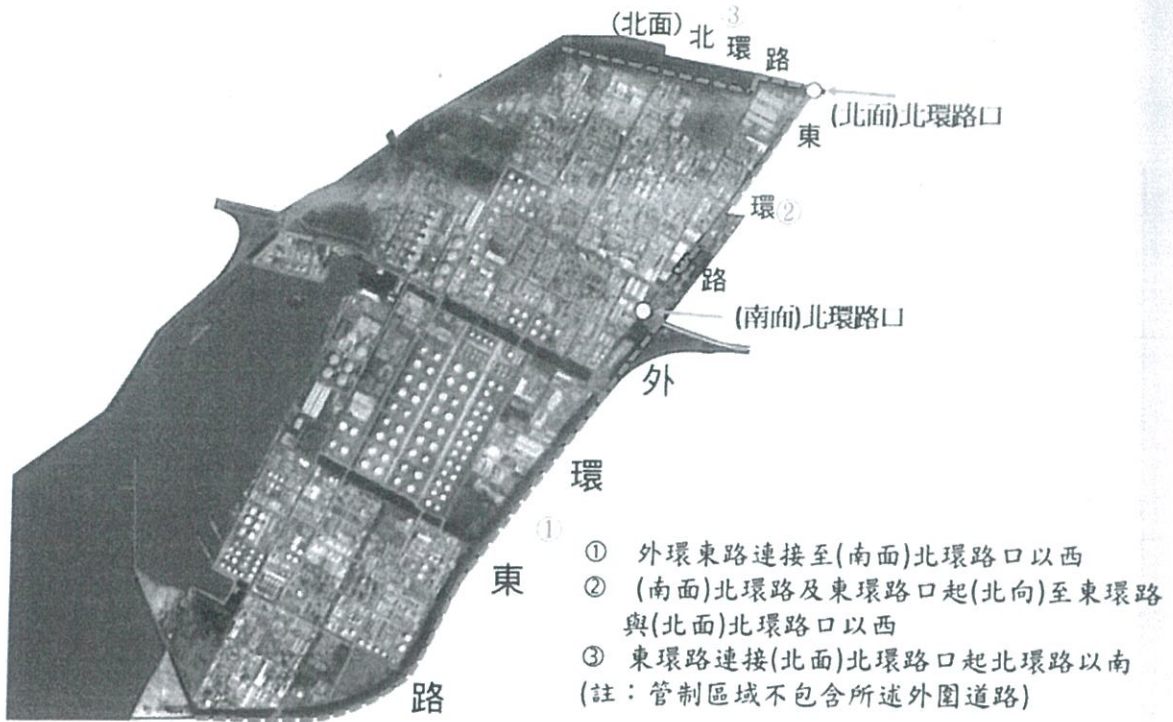 ③
(北面)北環路
(北面)北環路口
東環路
②
(南面)北環路口
外環東路
①
① 外環東路連接至(南面)北環路口以西
② (南面)北環路及東環路口起(北向)至東環路
與(北面)北環路口以西
③ 東環路連接(北面)北環路口起北環路以南
(註：管制區域不包含所述外圍道路)